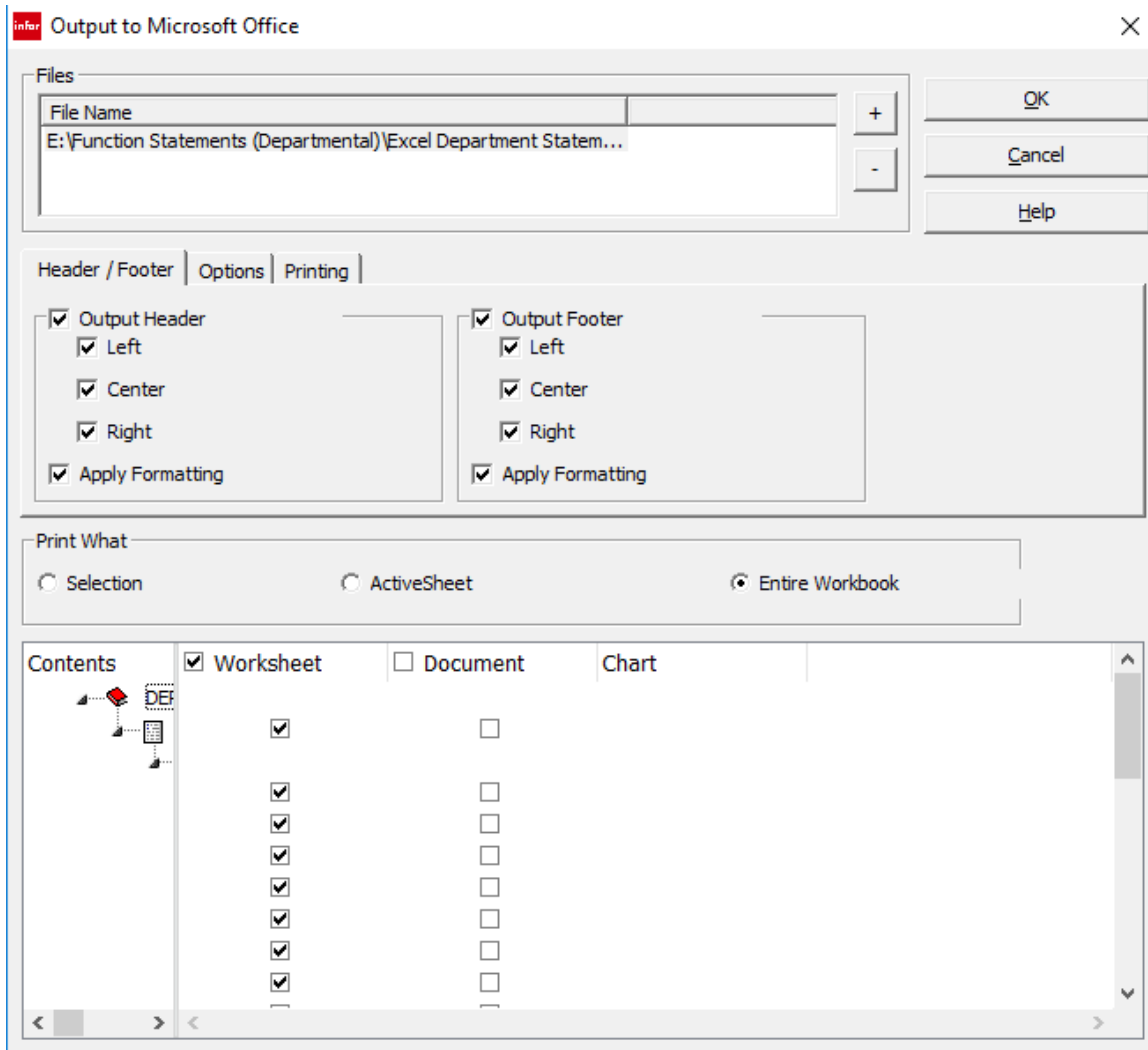 infor Output to Microsoft Office
Files
File Name
E:\Function Statements (Departmental)\Excel Department Statem...
+
-
OK
Cancel
Help
Header / Footer Options Printing
Output Header
Left
Center
Right
Apply Formatting
Output Footer
Left
Center
Right
Apply Formatting
Print What
Selection ActiveSheet Entire Workbook
Contents Worksheet Document Chart